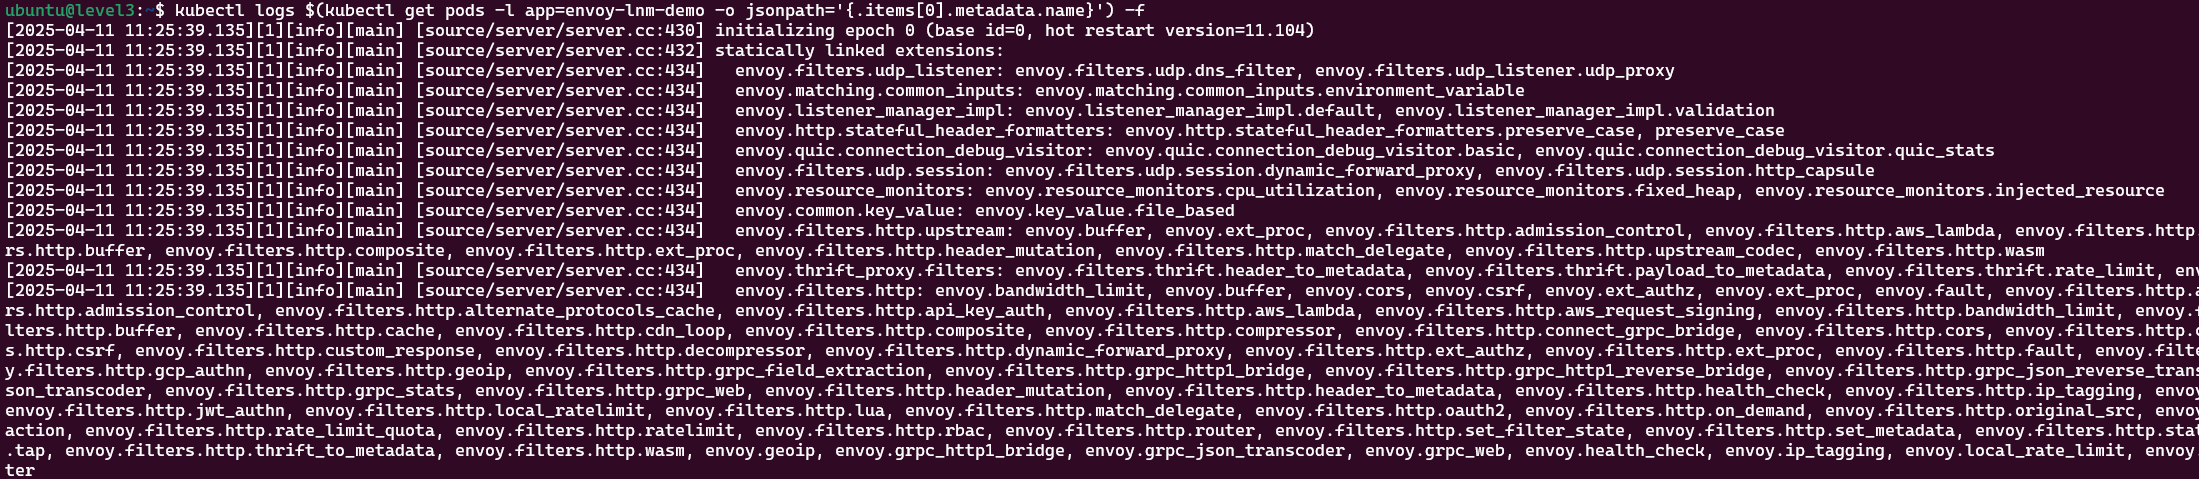 ubuntu@level3:~$ kubectl logs $(kubectl get pods -l app=envoy-lnm-demo -o jsonpath='{.items[0].metadata.name}') -f
[2025-04-11 11:25:39.135][1][info][main] [source/server/server.cc:430] initializing epoch 0 (base id=0, hot restart version=11.104)
[2025-04-11 11:25:39.135][1][info][main] [source/server/server.cc:432] statically linked extensions:
[2025-04-11 11:25:39.135][1][info][main] [source/server/server.cc:434]   envoy.filters.udp_listener: envoy.filters.udp.dns_filter, envoy.filters.udp_listener.udp_proxy
[2025-04-11 11:25:39.135][1][info][main] [source/server/server.cc:434]   envoy.matching.common_inputs: envoy.matching.common_inputs.environment_variable
[2025-04-11 11:25:39.135][1][info][main] [source/server/server.cc:434]   envoy.listener_manager_impl: envoy.listener_manager_impl.default, envoy.listener_manager_impl.validation
[2025-04-11 11:25:39.135][1][info][main] [source/server/server.cc:434]   envoy.http.stateful_header_formatters: envoy.http.stateful_header_formatters.preserve_case, preserve_case
[2025-04-11 11:25:39.135][1][info][main] [source/server/server.cc:434]   envoy.quic.connection_debug_visitor: envoy.quic.connection_debug_visitor.basic, envoy.quic.connection_debug_visitor.quic_stats
[2025-04-11 11:25:39.135][1][info][main] [source/server/server.cc:434]   envoy.filters.udp.session: envoy.filters.udp.session.dynamic_forward_proxy, envoy.filters.udp.session.http_capsule
[2025-04-11 11:25:39.135][1][info][main] [source/server/server.cc:434]   envoy.resource_monitors: envoy.resource_monitors.cpu_utilization, envoy.resource_monitors.fixed_heap, envoy.resource_monitors.injected_resource
[2025-04-11 11:25:39.135][1][info][main] [source/server/server.cc:434]   envoy.common.key_value: envoy.key_value.file_based
[2025-04-11 11:25:39.135][1][info][main] [source/server/server.cc:434]   envoy.filters.http.upstream: envoy.buffer, envoy.ext_proc, envoy.filters.http.admission_control, envoy.filters.http.aws_lambda, envoy.filters.http.
rs.http.buffer, envoy.filters.http.composite, envoy.filters.http.ext_proc, envoy.filters.http.header_mutation, envoy.filters.http.match_delegate, envoy.filters.http.upstream_codec, envoy.filters.http.wasm
[2025-04-11 11:25:39.135][1][info][main] [source/server/server.cc:434]   envoy.thrift_proxy.filters: envoy.filters.thrift.header_to_metadata, envoy.filters.thrift.payload_to_metadata, envoy.filters.thrift.rate_limit, env
[2025-04-11 11:25:39.135][1][info][main] [source/server/server.cc:434]   envoy.filters.http: envoy.bandwidth_limit, envoy.buffer, envoy.cors, envoy.csrf, envoy.ext_authz, envoy.ext_proc, envoy.fault, envoy.filters.http.a
rs.http.admission_control, envoy.filters.http.alternate_protocols_cache, envoy.filters.http.api_key_auth, envoy.filters.http.aws_lambda, envoy.filters.http.aws_request_signing, envoy.filters.http.bandwidth_limit, envoy.f
lters.http.buffer, envoy.filters.http.cache, envoy.filters.http.cdn_loop, envoy.filters.http.composite, envoy.filters.http.compressor, envoy.filters.http.connect_grpc_bridge, envoy.filters.http.cors, envoy.filters.http.c
s.http.csrf, envoy.filters.http.custom_response, envoy.filters.http.decompressor, envoy.filters.http.dynamic_forward_proxy, envoy.filters.http.ext_authz, envoy.filters.http.ext_proc, envoy.filters.http.fault, envoy.filte
y.filters.http.gcp_authn, envoy.filters.http.geoip, envoy.filters.http.grpc_field_extraction, envoy.filters.http.grpc_http1_bridge, envoy.filters.http.grpc_http1_reverse_bridge, envoy.filters.http.grpc_json_reverse_trans
son_transcoder, envoy.filters.http.grpc_stats, envoy.filters.http.grpc_web, envoy.filters.http.header_mutation, envoy.filters.http.header_to_metadata, envoy.filters.http.health_check, envoy.filters.http.ip_tagging, envoy
envoy.filters.http.jwt_authn, envoy.filters.http.local_ratelimit, envoy.filters.http.lua, envoy.filters.http.match_delegate, envoy.filters.http.oauth2, envoy.filters.http.on_demand, envoy.filters.http.original_src, envoy
action, envoy.filters.http.rate_limit_quota, envoy.filters.http.ratelimit, envoy.filters.http.rbac, envoy.filters.http.router, envoy.filters.http.set_filter_state, envoy.filters.http.set_metadata, envoy.filters.http.stat
.tap, envoy.filters.http.thrift_to_metadata, envoy.filters.http.wasm, envoy.geoip, envoy.grpc_http1_bridge, envoy.grpc_json_transcoder, envoy.grpc_web, envoy.health_check, envoy.ip_tagging, envoy.local_rate_limit, envoy.
ter